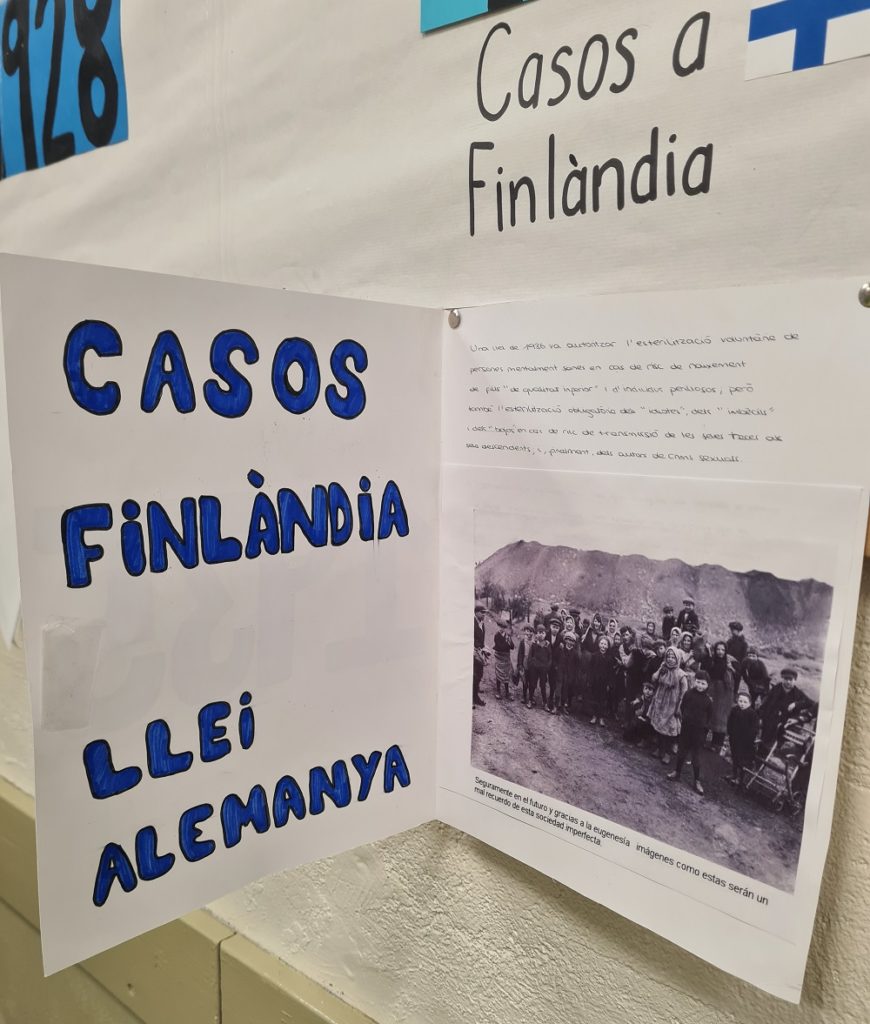 1928
Casos a
Finlàndia
CASOS
FINLÀNDIA
LLEI
ALEMANYA
Una llei de 1936 va autoritzar l'esterilització voluntària de
persones mentalment sanes en cas de risc de naixement
de fills "de qualitat inferior" i d'individus perillosos, però
també l'esterilització obligatòria dels "idiotes", dels "imbècils"
i dels "bojos" en cas de risc de transmissió de les seves tares als
seus descendents, i, finalment, dels autors de crims sexuals.
Seguramente en el futuro y gracias a la eugenesía imágenes como estas serán un
mal recuerdo de esta sociedad imperfecta.